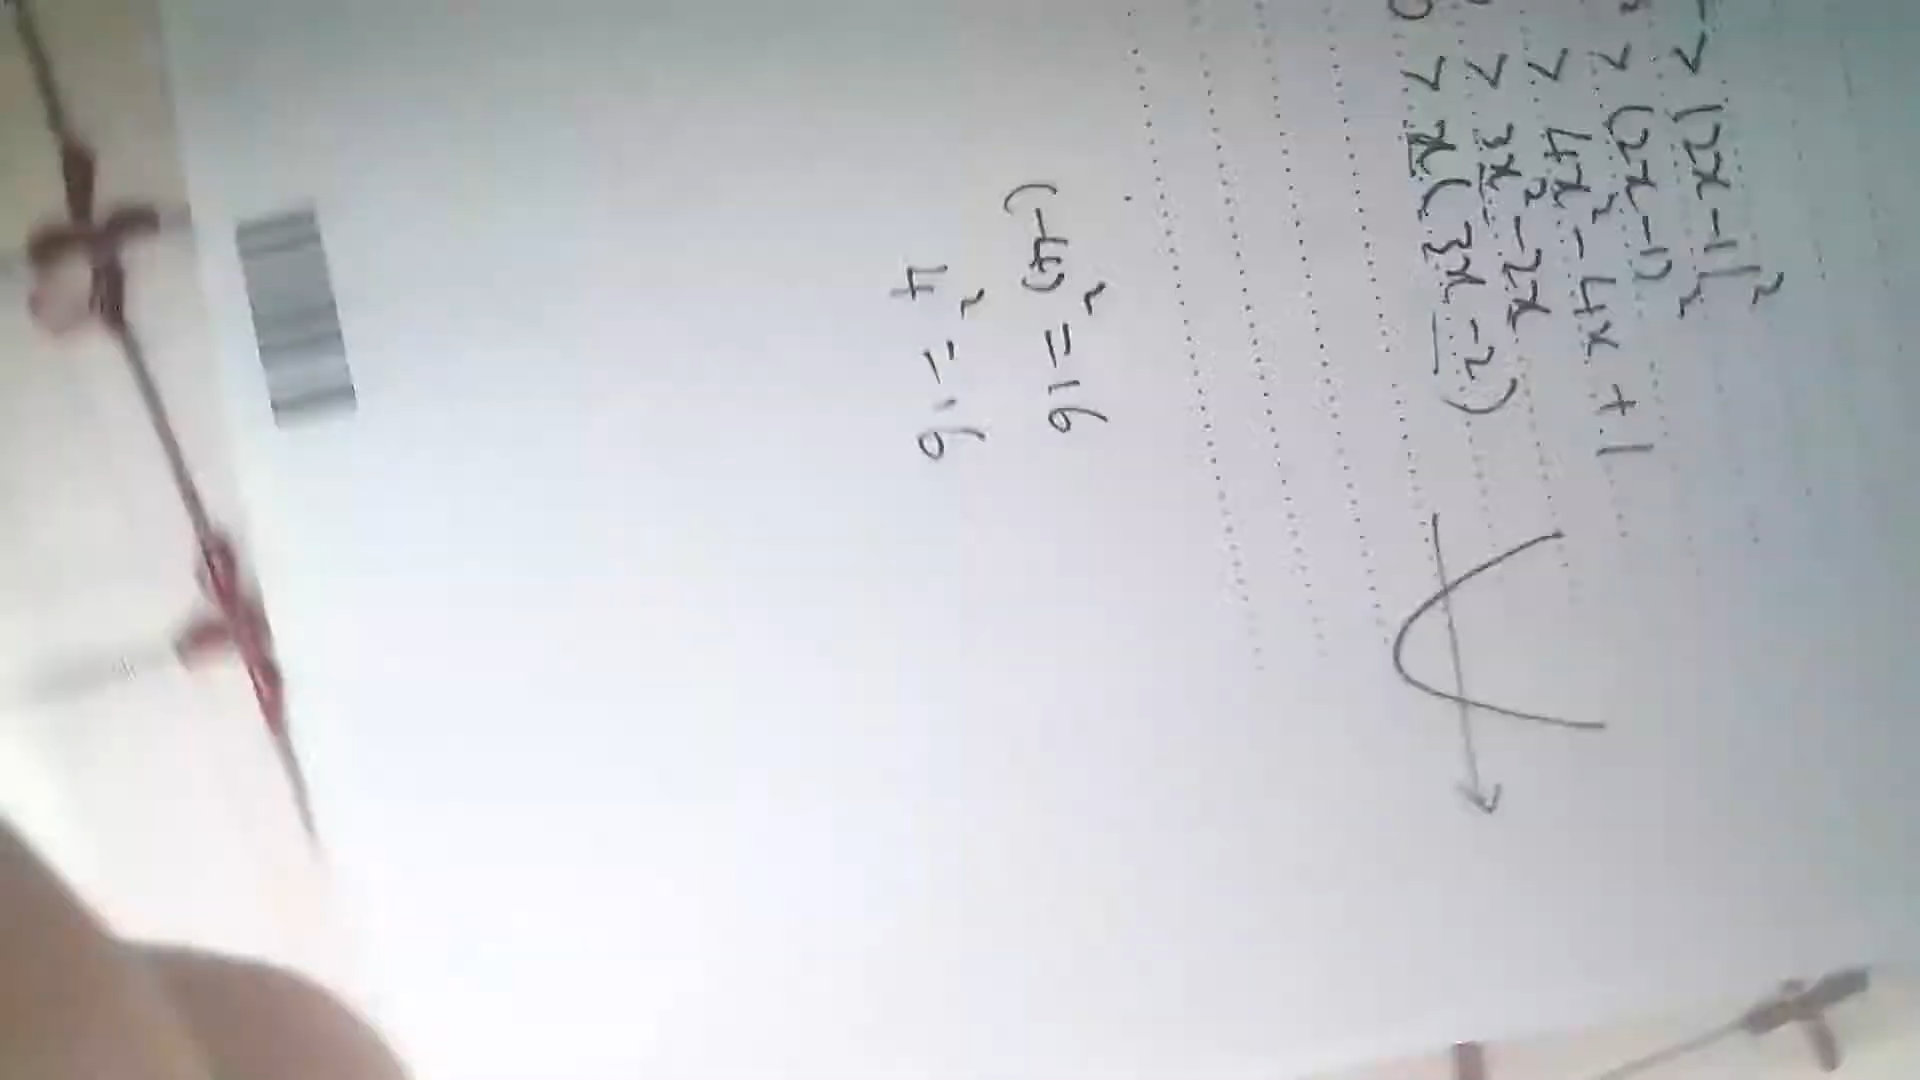 > |2x-1|²
> (2x-1)²
> 4x² - 4x + 1
> 3x² - 2x
> x(3x-2)
(-4)² = 16
4² = 16